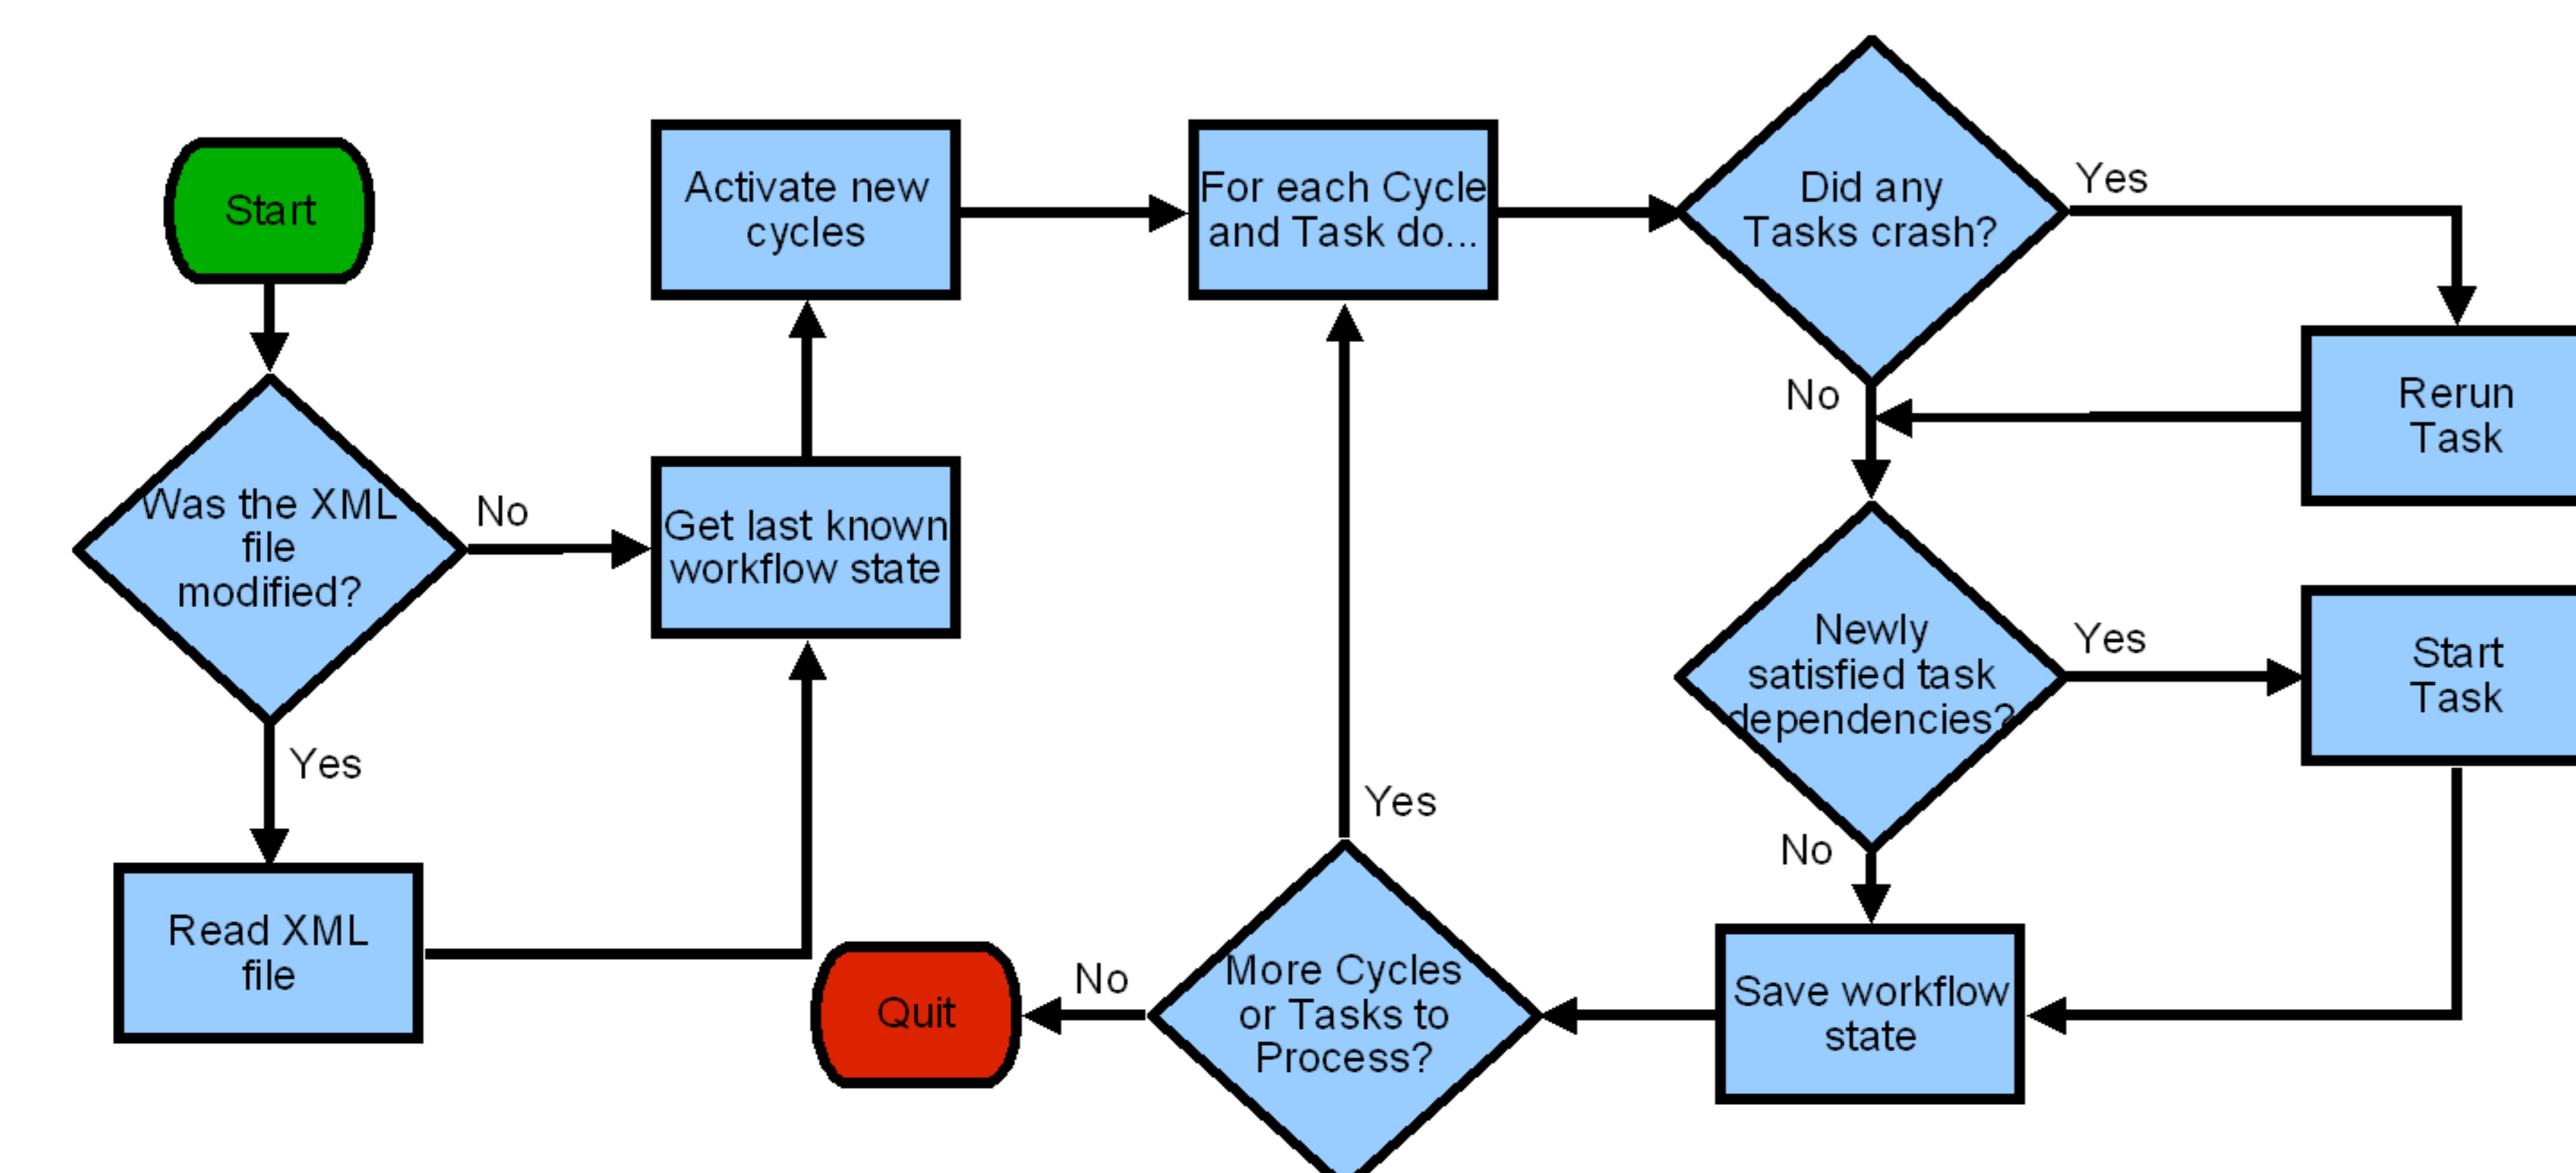 Start
Was the XML
file
modified?
No
Yes
Read XML
file
Get last known
workflow state
Activate new
cycles
For each Cycle
and Task do...
Did any
Tasks crash?
Yes
No
Rerun
Task
Newly
satisfied task
dependencies?
Yes
No
Start
Task
Save workflow
state
More Cycles
or Tasks to
Process?
Yes
No
Quit